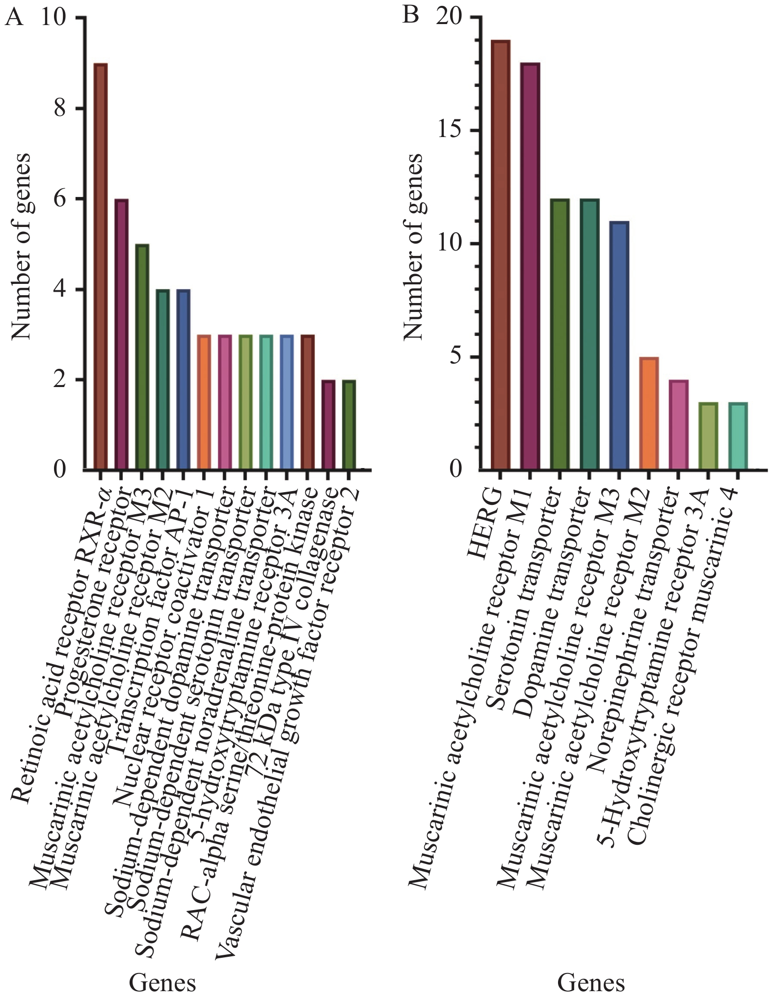 A
10
8
6
4
2
0
Number of genes
Retinoic acid receptor RXR-α
Progesterone receptor
Muscarinic acetylcholine receptor M3
Muscarinic acetylcholine receptor M2
Transcription factor AP-1
Nuclear receptor coactivator 1
Sodium-dependent dopamine transporter
Sodium-dependent serotonin transporter
Sodium-dependent noradrenaline transporter
5-hydroxytryptamine receptor 3A
RAC-alpha serine/threonine-protein kinase
72 kDa type IV collagenase
Vascular endothelial growth factor receptor 2
Genes
B
20
15
10
5
0
Number of genes
HERG
Muscarinic acetylcholine receptor M1
Serotonin transporter
Dopamine transporter
Muscarinic acetylcholine receptor M3
Muscarinic acetylcholine receptor M2
Norepinephrine transporter
5-Hydroxytryptamine receptor 3A
Cholinergic receptor muscarinic 4
Genes